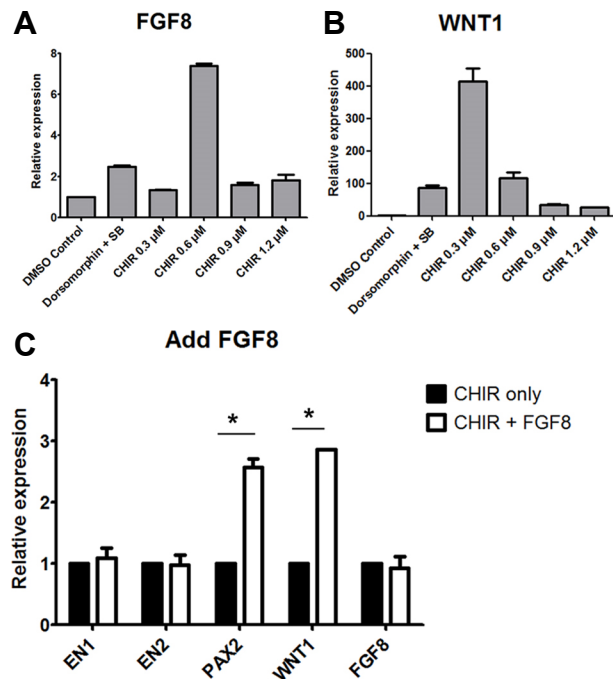 A
FGF8
Relative expression
8
6
4
2
0
DMSO Control
Dorsomorphin + SB
CHIR 0.3 µM
CHIR 0.6 µM
CHIR 0.9 µM
CHIR 1.2 µM
B
WNT1
Relative expression
500
400
300
200
100
0
DMSO Control
Dorsomorphin + SB
CHIR 0.3 µM
CHIR 0.6 µM
CHIR 0.9 µM
CHIR 1.2 µM
C
Add FGF8
Relative expression
4
3
2
1
0
* *
CHIR only
CHIR + FGF8
EN1
EN2
PAX2
WNT1
FGF8